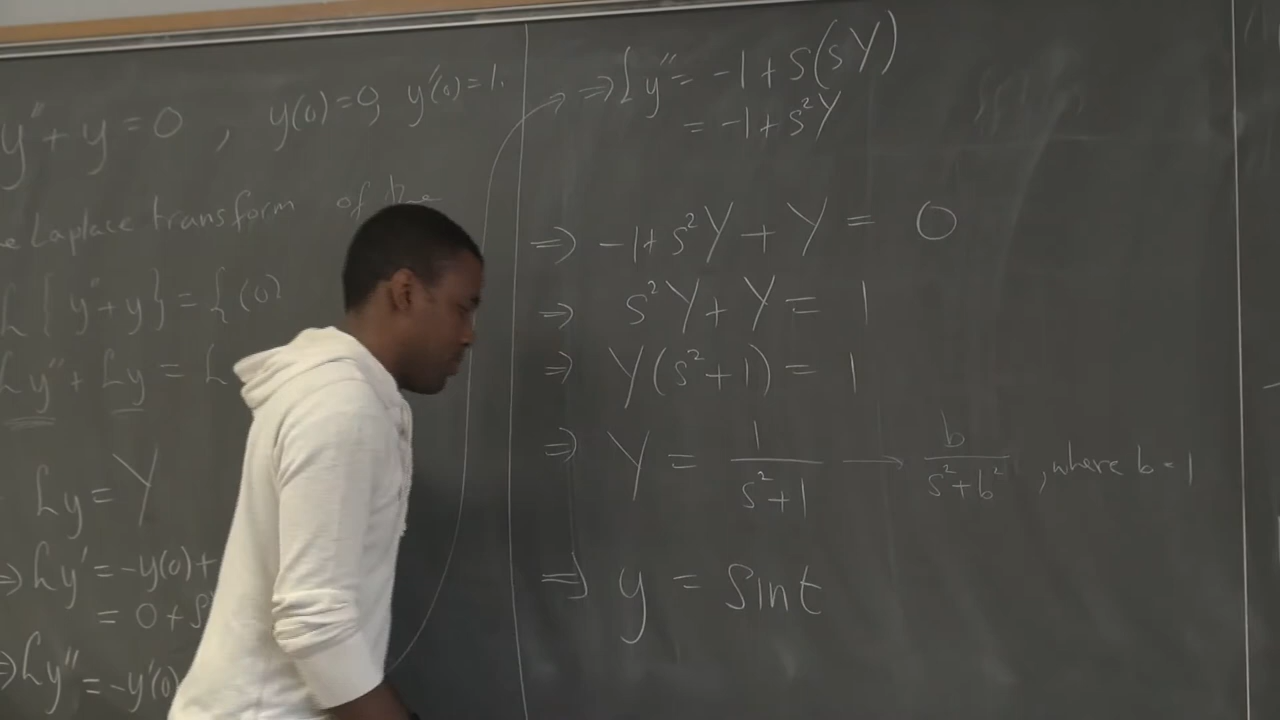 y'' + y = 0 , y(0) = 0, y'(0) = 1.
Laplace transform of the
L { y'' + y } = { (0)
Ly'' + Ly = L
Ly = Y
⇒ Ly' = -y(0) +
= 0 + s
⇒ Ly'' = -y'(0)
⇒ Ly'' = -1 + s(sY)
= -1 + s²Y
⇒ -1 + s²Y + Y = 0
⇒ s²Y + Y = 1
⇒ Y(s² + 1) = 1
⇒ Y = 1/(s² + 1) → b/(s² + b²) , where b = 1
⇒ y = sint